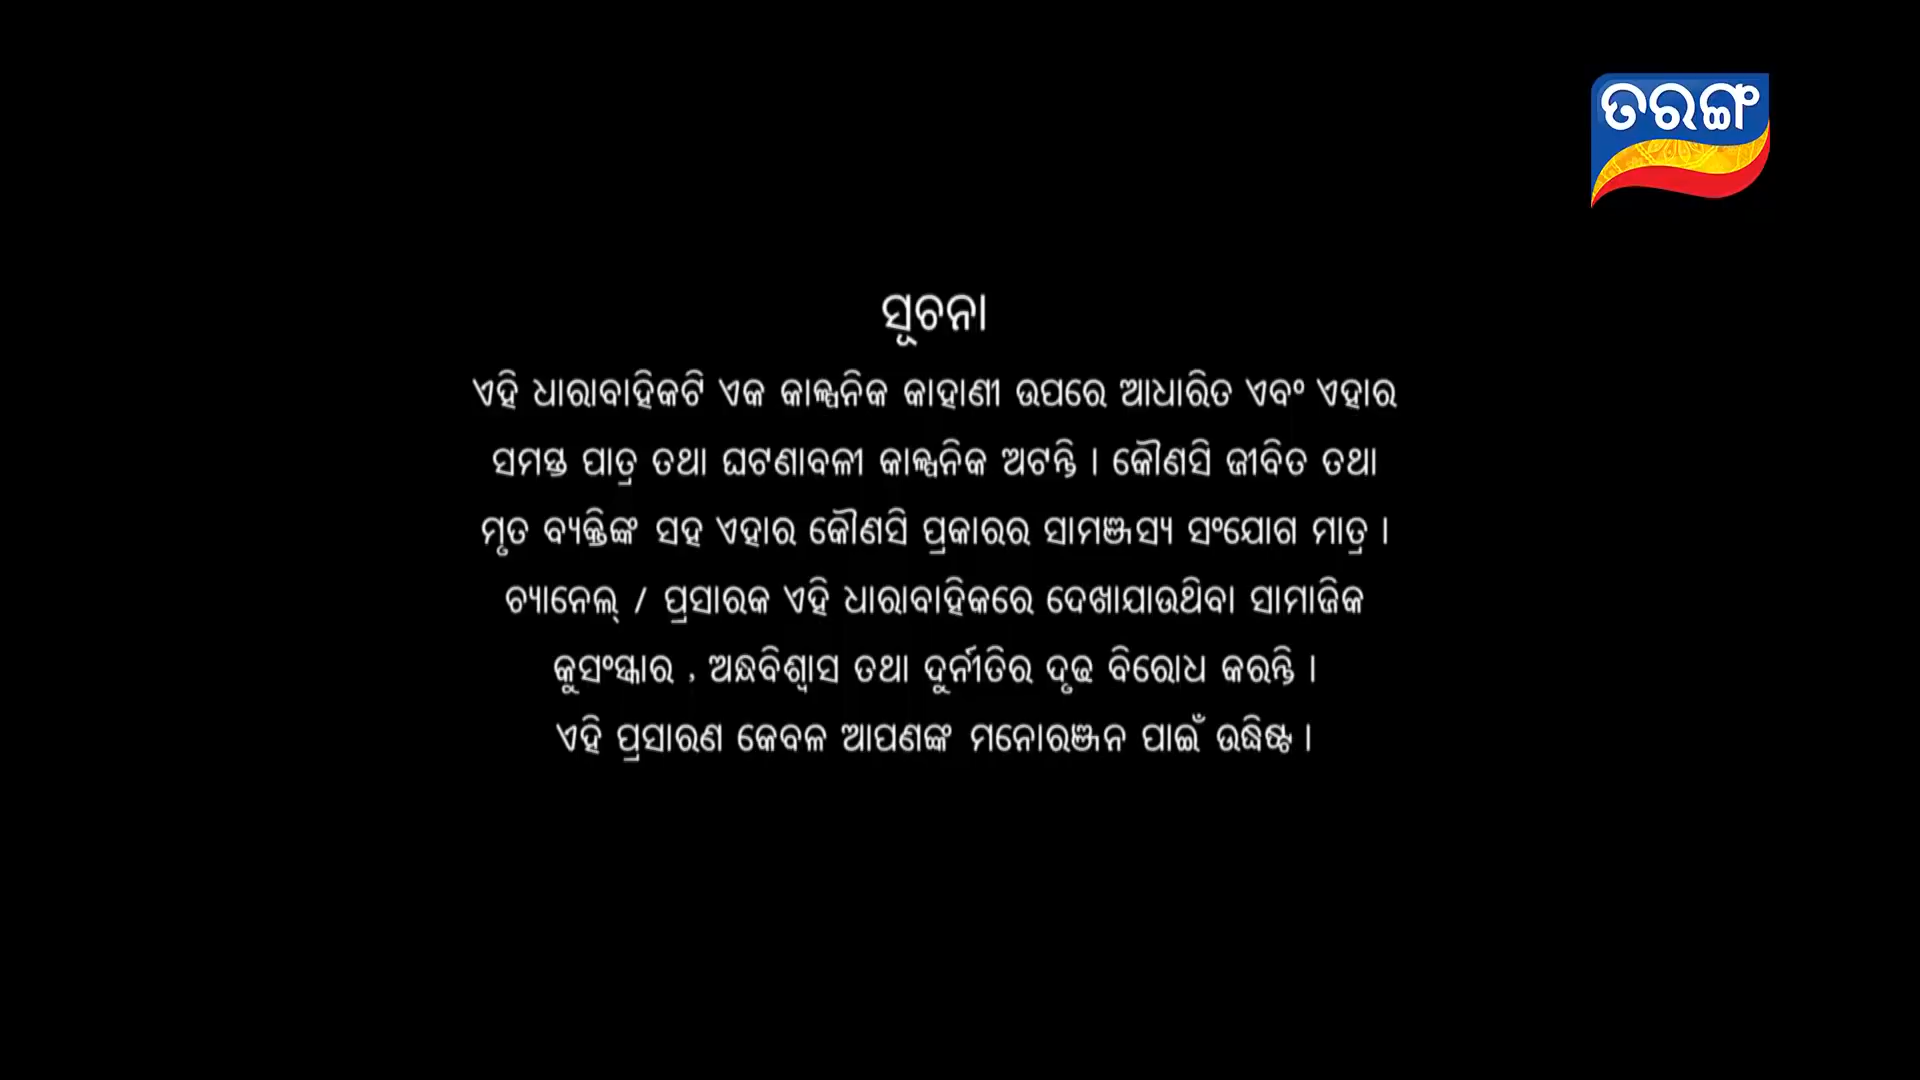 ତରଙ୍ଗ
ସୂଚନା
ଏହି ଧାରାବାହିକଟି ଏକ କାଳ୍ପନିକ କାହାଣୀ ଉପରେ ଆଧାରିତ ଏବଂ ଏହାର
ସମସ୍ତ ପାତ୍ର ତଥା ଘଟଣାବଳୀ କାଳ୍ପନିକ ଅଟନ୍ତି । କୌଣସି ଜୀବିତ ତଥା
ମୃତ ବ୍ୟକ୍ତିଙ୍କ ସହ ଏହାର କୌଣସି ପ୍ରକାରର ସାମଞ୍ଜସ୍ୟ ସଂଯୋଗ ମାତ୍ର ।
ଚ୍ୟାନେଲ୍ / ପ୍ରସାରକ ଏହି ଧାରାବାହିକରେ ଦେଖାଯାଉଥିବା ସାମାଜିକ
କୁସଂସ୍କାର , ଅନ୍ଧବିଶ୍ୱାସ ତଥା ଦୁର୍ନୀତିର ଦୃଢ ବିରୋଧ କରନ୍ତି ।
ଏହି ପ୍ରସାରଣ କେବଳ ଆପଣଙ୍କ ମନୋରଞ୍ଜନ ପାଇଁ ଉଦ୍ଧିଷ୍ଟ ।